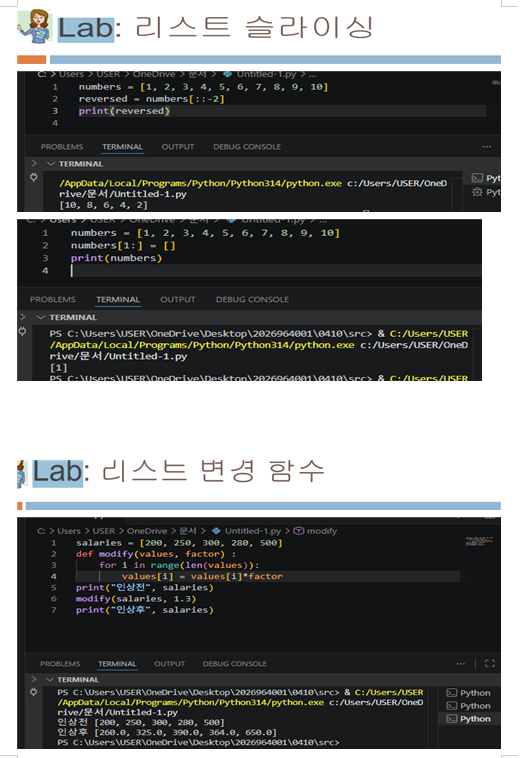 Lab: 리스트 슬라이싱
C: > Users > USER > OneDrive > 문서 > Untitled-1.py > ...
1 numbers = [1, 2, 3, 4, 5, 6, 7, 8, 9, 10]
2 reversed = numbers[::-2]
3 print(reversed)
4
PROBLEMS TERMINAL OUTPUT DEBUG CONSOLE ...
TERMINAL
/AppData/Local/Programs/Python/Python314/python.exe c:/Users/USER/OneD
rive/문서/Untitled-1.py
[10, 8, 6, 4, 2]
Pyt
Pyt
C: > Users > USER > OneDrive > 문서 > Untitled-1.py > ...
1 numbers = [1, 2, 3, 4, 5, 6, 7, 8, 9, 10]
2 numbers[1:] = []
3 print(numbers)
4
PROBLEMS TERMINAL OUTPUT DEBUG CONSOLE
TERMINAL
PS C:\Users\USER\OneDrive\Desktop\2026964001\0410\src> & C:/Users/USER
/AppData/Local/Programs/Python/Python314/python.exe c:/Users/USER/OneD
rive/문서/Untitled-1.py
[1]
PS C:\Users\USER\OneDrive\Desktop\2026964001\0410\src> & C:/Users/USER
Lab: 리스트 변경 함수
C: > Users > USER > OneDrive > 문서 > Untitled-1.py > modify
1 salaries = [200, 250, 300, 280, 500]
2 def modify(values, factor) :
3 for i in range(len(values)):
4 values[i] = values[i]*factor
5 print("인상전", salaries)
6 modify(salaries, 1.3)
7 print("인상후", salaries)
PROBLEMS TERMINAL OUTPUT DEBUG CONSOLE ...
TERMINAL
PS C:\Users\USER\OneDrive\Desktop\2026964001\0410\src> & C:/Users/USER
/AppData/Local/Programs/Python/Python314/python.exe c:/Users/USER/OneD
rive/문서/Untitled-1.py
인상전 [200, 250, 300, 280, 500]
인상후 [260.0, 325.0, 390.0, 364.0, 650.0]
PS C:\Users\USER\OneDrive\Desktop\2026964001\0410\src>
Python
Python
Python